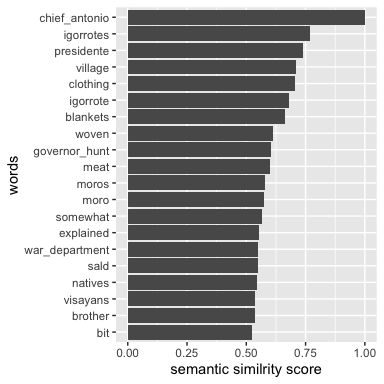 chief_antonio
igorrotes
presidente
village
clothing
igorrote
blankets
woven
governor_hunt
meat
moros
moro
somewhat
explained
war_department
sald
natives
visayans
brother
bit
words
0.00 0.25 0.50 0.75 1.00
semantic similrity score